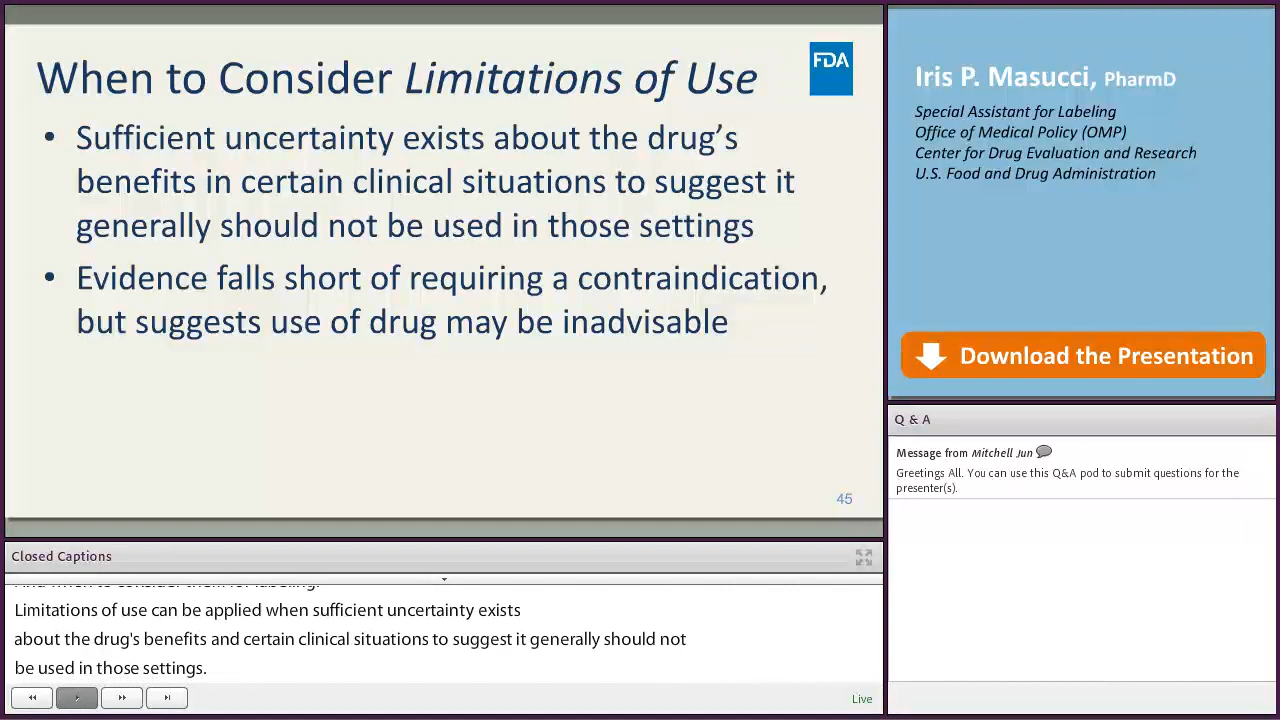 When to Consider Limitations of Use
FDA
• Sufficient uncertainty exists about the drug’s
benefits in certain clinical situations to suggest it
generally should not be used in those settings
• Evidence falls short of requiring a contraindication,
but suggests use of drug may be inadvisable
45
Iris P. Masucci, PharmD
Special Assistant for Labeling
Office of Medical Policy (OMP)
Center for Drug Evaluation and Research
U.S. Food and Drug Administration
Download the Presentation
Q & A
Message from Mitchell Jun
Greetings All. You can use this Q&A pod to submit questions for the
presenter(s).
Closed Captions
Limitations of use can be applied when sufficient uncertainty exists
about the drug's benefits and certain clinical situations to suggest it generally should not
be used in those settings.
Live